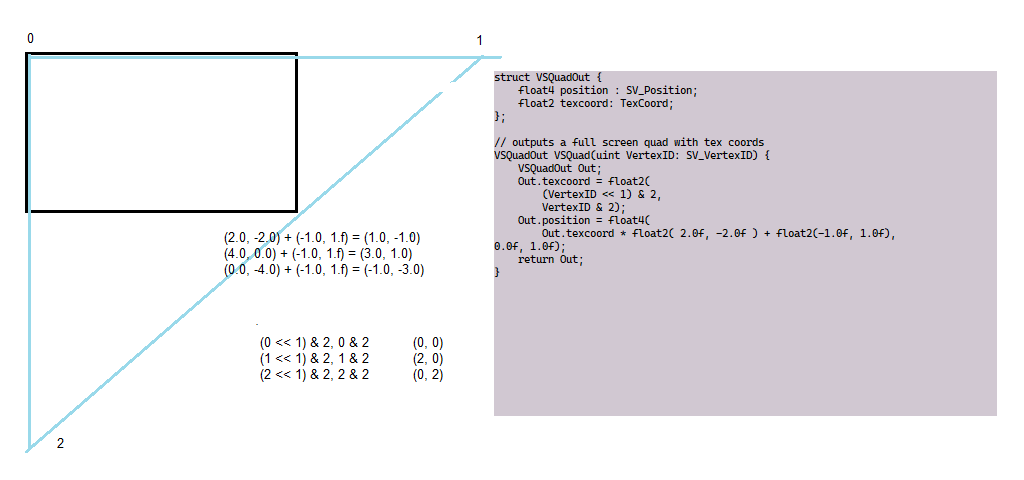 0
1
struct VSQuadOut {
float4 position : SV_Position;
float2 texcoord: TexCoord;
};
// outputs a full screen quad with tex coords
VSQuadOut VSQuad(uint VertexID: SV_VertexID) {
VSQuadOut Out;
Out.texcoord = float2(
(VertexID << 1) & 2,
VertexID & 2);
Out.position = float4(
Out.texcoord * float2( 2.0f, -2.0f ) + float2(-1.0f, 1.0f),
0.0f, 1.0f);
return Out;
}
(2.0, -2.0) + (-1.0, 1.f) = (1.0, -1.0)
(4.0, 0.0) + (-1.0, 1.f) = (3.0, 1.0)
(0.0, -4.0) + (-1.0, 1.f) = (-1.0, -3.0)
(0 << 1) & 2, 0 & 2 (0, 0)
(1 << 1) & 2, 1 & 2 (2, 0)
(2 << 1) & 2, 2 & 2 (0, 2)
2